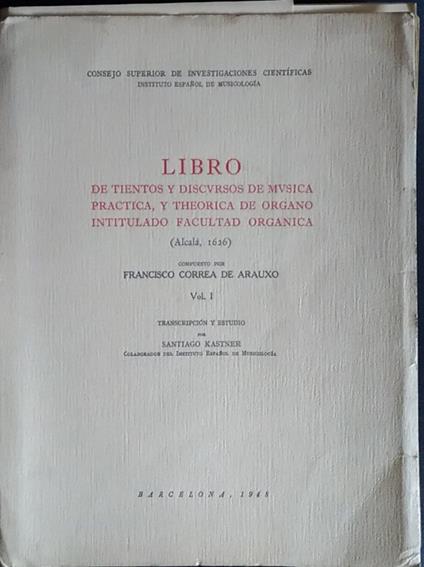 CONSEJO SUPERIOR DE INVESTIGACIONES CIENTÍFICAS
INSTITUTO ESPAÑOL DE MUSICOLOGÍA
LIBRO
DE TIENTOS Y DISCVRSOS DE MVSICA
PRACTICA, Y THEORICA DE ORGANO
INTITULADO FACULTAD ORGANICA
(Alcalá, 1626)
COMPUESTO POR
FRANCISCO CORREA DE ARAUXO
Vol. I
TRANSCRIPCIÓN Y ESTUDIO
POR
SANTIAGO KASTNER
COLABORADOR DEL INSTITUTO ESPAÑOL DE MUSICOLOGÍA
BARCELONA, 1948